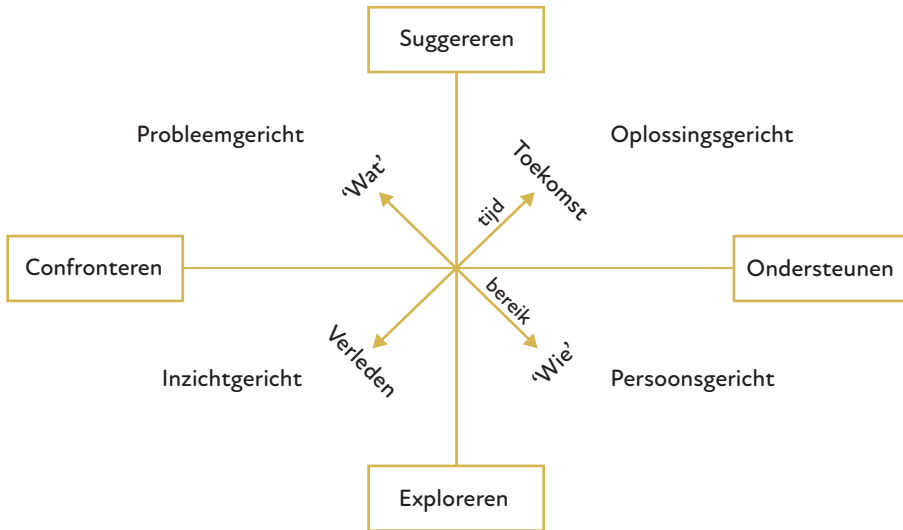 Suggereren
Probleemgericht
Oplossingsgericht
‘Wat’
Toekomst
tijd
Confronteren
Ondersteunen
bereik
Verleden
‘Wie’
Inzichtgericht
Persoonsgericht
Exploreren